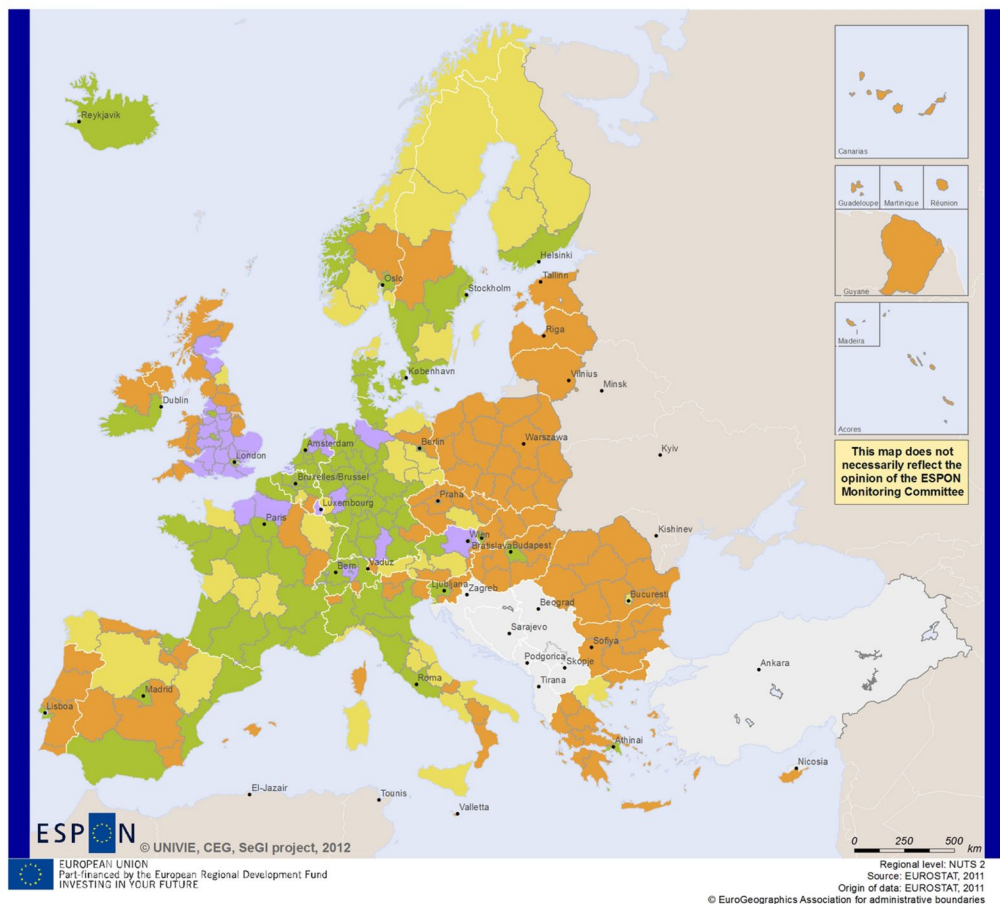 Reykjavik
Canarias
Guadeloupe
Martinique
Réunion
Helsinki
Oslo
Tallinn
Guyane
Stockholm
Riga
Madeira
København
Vilnius
Minsk
Dublin
Acores
Berlin
Warszawa
Amsterdam
London
Kyiv
This map does not
necessarily reflect the
opinion of the ESPON
Monitoring Committee
Bruxelles/Brussel
Praha
Luxembourg
Paris
Kishinev
Wien
Bratislava
Budapest
Bern
Vaduz
Ljubljana
Zagreb
Bucuresti
Beograd
Sarajevo
Sofiya
Podgorica
Skopje
Ankara
Roma
Tirana
Madrid
Lisboa
Athinai
Nicosia
El-Jazair
Tounis
Valletta
ESPON
© UNIVIE, CEG, SeGI project, 2012
0 250 500
km
EUROPEAN UNION
Part-financed by the European Regional Development Fund
INVESTING IN YOUR FUTURE
Regional level: NUTS 2
Source: EUROSTAT, 2011
Origin of data: EUROSTAT, 2011
© EuroGeographics Association for administrative boundaries